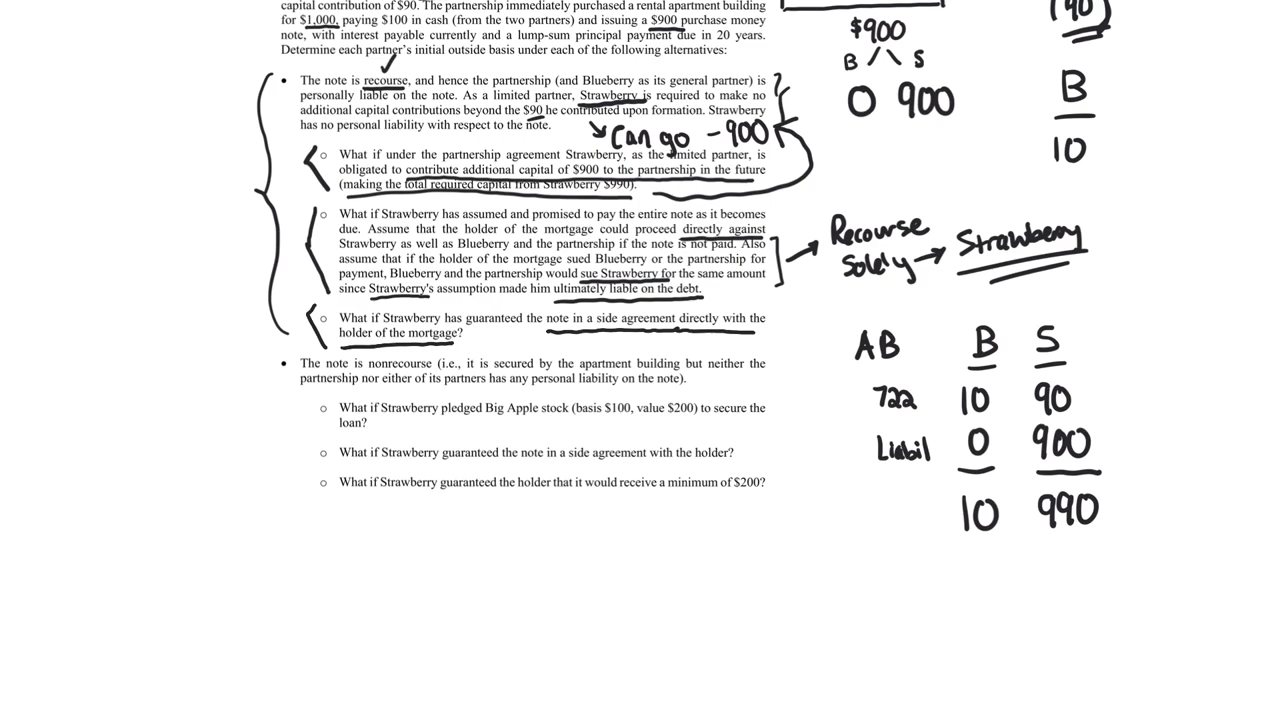 capital contribution of $90. The partnership immediately purchased a rental apartment building
for $1,000, paying $100 in cash (from the two partners) and issuing a $900 purchase money
note, with interest payable currently and a lump-sum principal payment due in 20 years.
Determine each partner's initial outside basis under each of the following alternatives:
• The note is recourse, and hence the partnership (and Blueberry as its general partner) is
personally liable on the note. As a limited partner, Strawberry is required to make no
additional capital contributions beyond the $90 he contributed upon formation. Strawberry
has no personal liability with respect to the note.
?
Can go -900
o What if under the partnership agreement Strawberry, as the limited partner, is
obligated to contribute additional capital of $900 to the partnership in the future
(making the total required capital from Strawberry $990).
o What if Strawberry has assumed and promised to pay the entire note as it becomes
due. Assume that the holder of the mortgage could proceed directly against
Strawberry as well as Blueberry and the partnership if the note is not paid. Also
assume that if the holder of the mortgage sued Blueberry or the partnership for
payment, Blueberry and the partnership would sue Strawberry for the same amount
since Strawberry's assumption made him ultimately liable on the debt.
o What if Strawberry has guaranteed the note in a side agreement directly with the
holder of the mortgage?
• The note is nonrecourse (i.e., it is secured by the apartment building but neither the
partnership nor either of its partners has any personal liability on the note).
o What if Strawberry pledged Big Apple stock (basis $100, value $200) to secure the
loan?
o What if Strawberry guaranteed the note in a side agreement with the holder?
o What if Strawberry guaranteed the holder that it would receive a minimum of $200?
$900
B S
0 900
(90)
B
10
Recourse
Solely → Strawberry
AB B S
722 10 90
Liabil 0 900
10 990